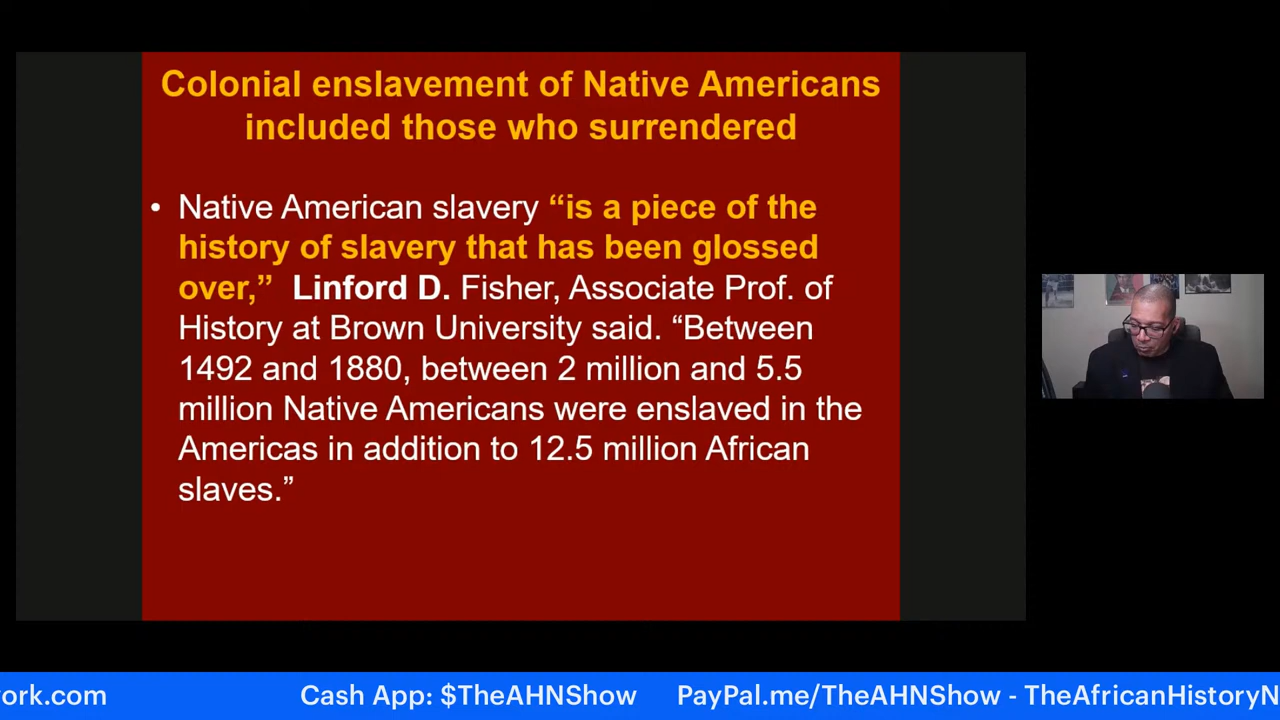 Colonial enslavement of Native Americans
included those who surrendered
• Native American slavery “is a piece of the
history of slavery that has been glossed
over,” Linford D. Fisher, Associate Prof. of
History at Brown University said. “Between
1492 and 1880, between 2 million and 5.5
million Native Americans were enslaved in the
Americas in addition to 12.5 million African
slaves.”
ork.com Cash App: $TheAHNShow PayPal.me/TheAHNShow - TheAfricanHistoryN